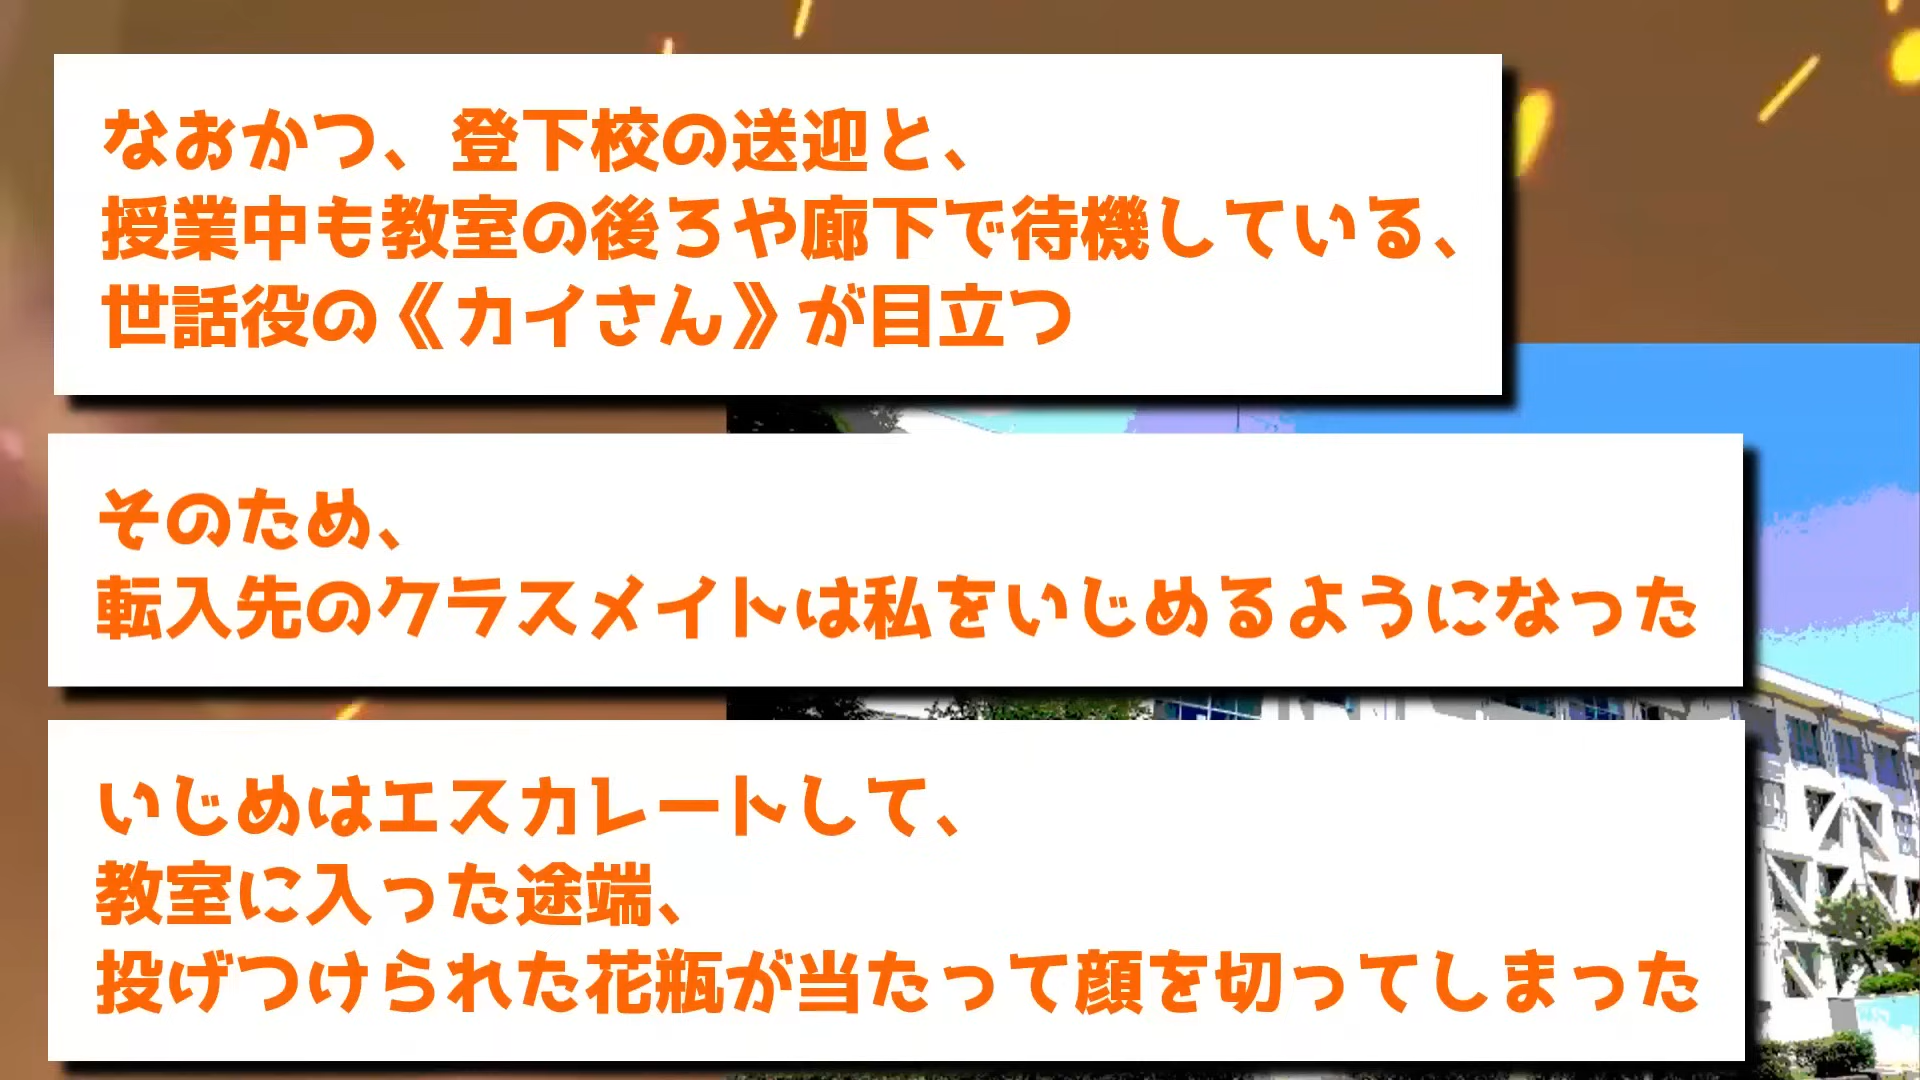 なおかつ、登下校の送迎と、
授業中も教室の後ろや廊下で待機している、
世話役の《カイさん》が目立つ
そのため、
転入先のクラスメイトは私をいじめるようになった
いじめはエスカレートして、
教室に入った途端、
投げつけられた花瓶が当たって顔を切ってしまった